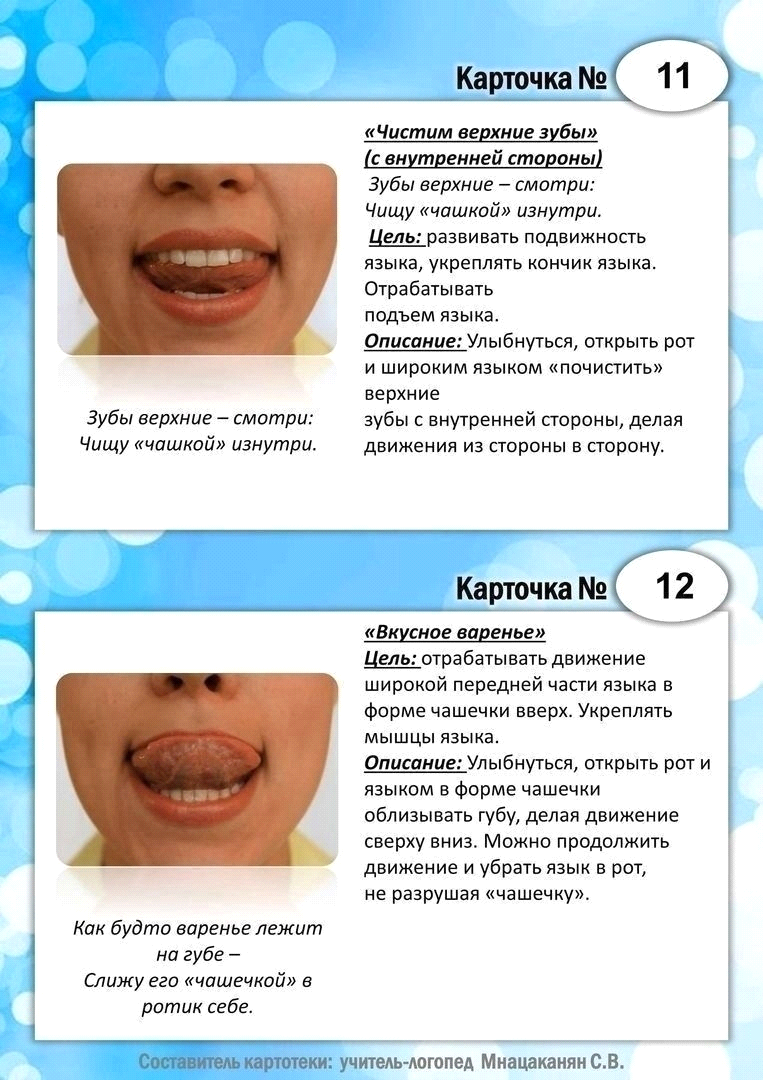 Карточка № 11
«Чистим верхние зубы»
(с внутренней стороны)
Зубы верхние – смотри:
Чищу «чашкой» изнутри.
Цель: развивать подвижность
языка, укреплять кончик языка.
Отрабатывать
подъем языка.
Описание: Улыбнуться, открыть рот
и широким языком «почистить»
верхние
зубы с внутренней стороны, делая
движения из стороны в сторону.
Зубы верхние – смотри:
Чищу «чашкой» изнутри.
Карточка № 12
«Вкусное варенье»
Цель: отрабатывать движение
широкой передней части языка в
форме чашечки вверх. Укреплять
мышцы языка.
Описание: Улыбнуться, открыть рот и
языком в форме чашечки
облизывать губу, делая движение
сверху вниз. Можно продолжить
движение и убрать язык в рот,
не разрушая «чашечку».
Как будто варенье лежит
на губе –
Слижу его «чашечкой» в
ротик себе.
Составитель картотеки: учитель-логопед Мнацаканян С.В.